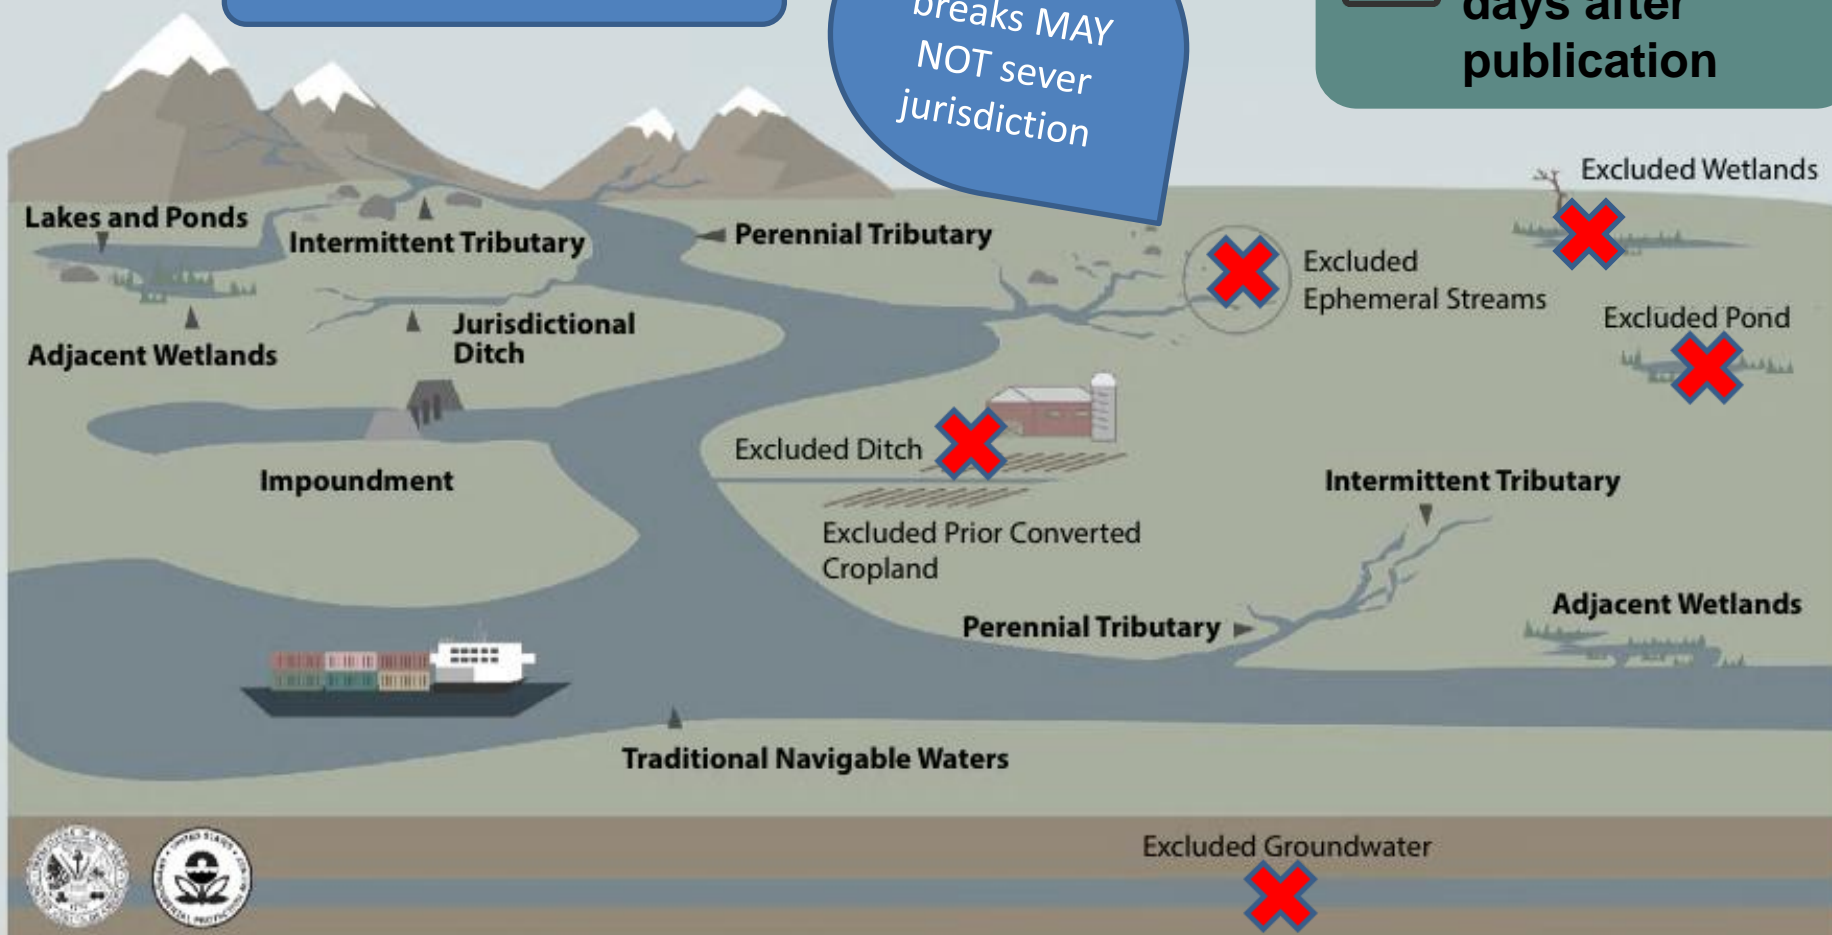 breaks MAY
NOT sever
jurisdiction
days after
publication
Excluded Wetlands
Lakes and Ponds
Intermittent Tributary
Perennial Tributary
Excluded
Ephemeral Streams
Excluded Pond
Adjacent Wetlands
Jurisdictional
Ditch
Excluded Ditch
Impoundment
Intermittent Tributary
Excluded Prior Converted
Cropland
Adjacent Wetlands
Perennial Tributary
Traditional Navigable Waters
Excluded Groundwater